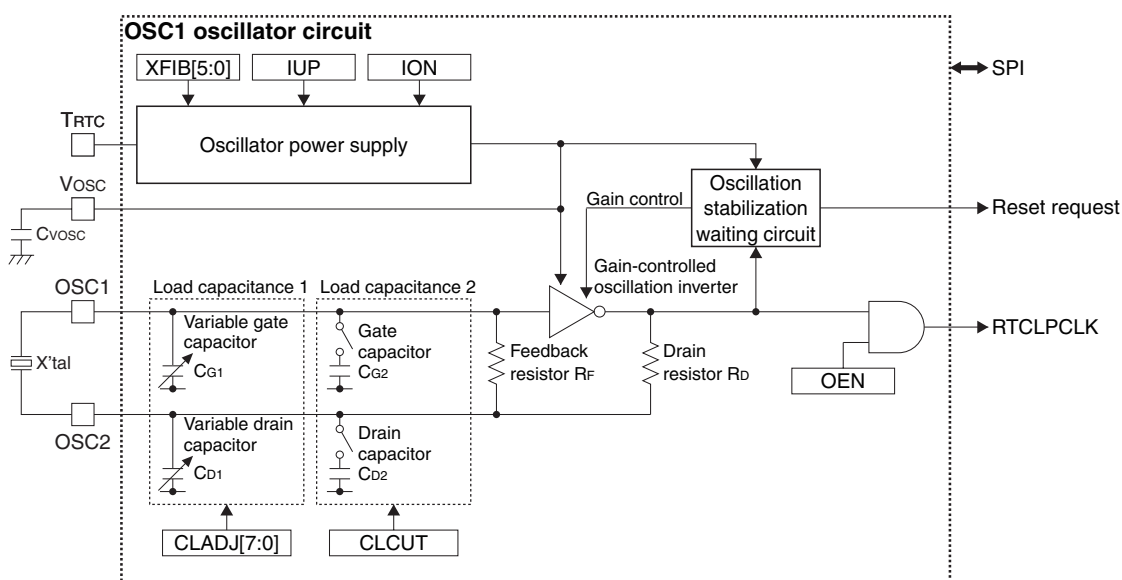 OSC1 oscillator circuit
XFIB[5:0]
IUP
ION
SPI
TRTC
Oscillator power supply
VOSC
CVOSC
Gain control
Oscillation
stabilization
waiting circuit
Reset request
Gain-controlled
oscillation inverter
OSC1
Load capacitance 1
Load capacitance 2
Variable gate
capacitor
CG1
Gate
capacitor
CG2
X'tal
Feedback
resistor RF
Drain
resistor RD
OEN
RTCLPCLK
OSC2
Variable drain
capacitor
CD1
Drain
capacitor
CD2
CLADJ[7:0]
CLCUT